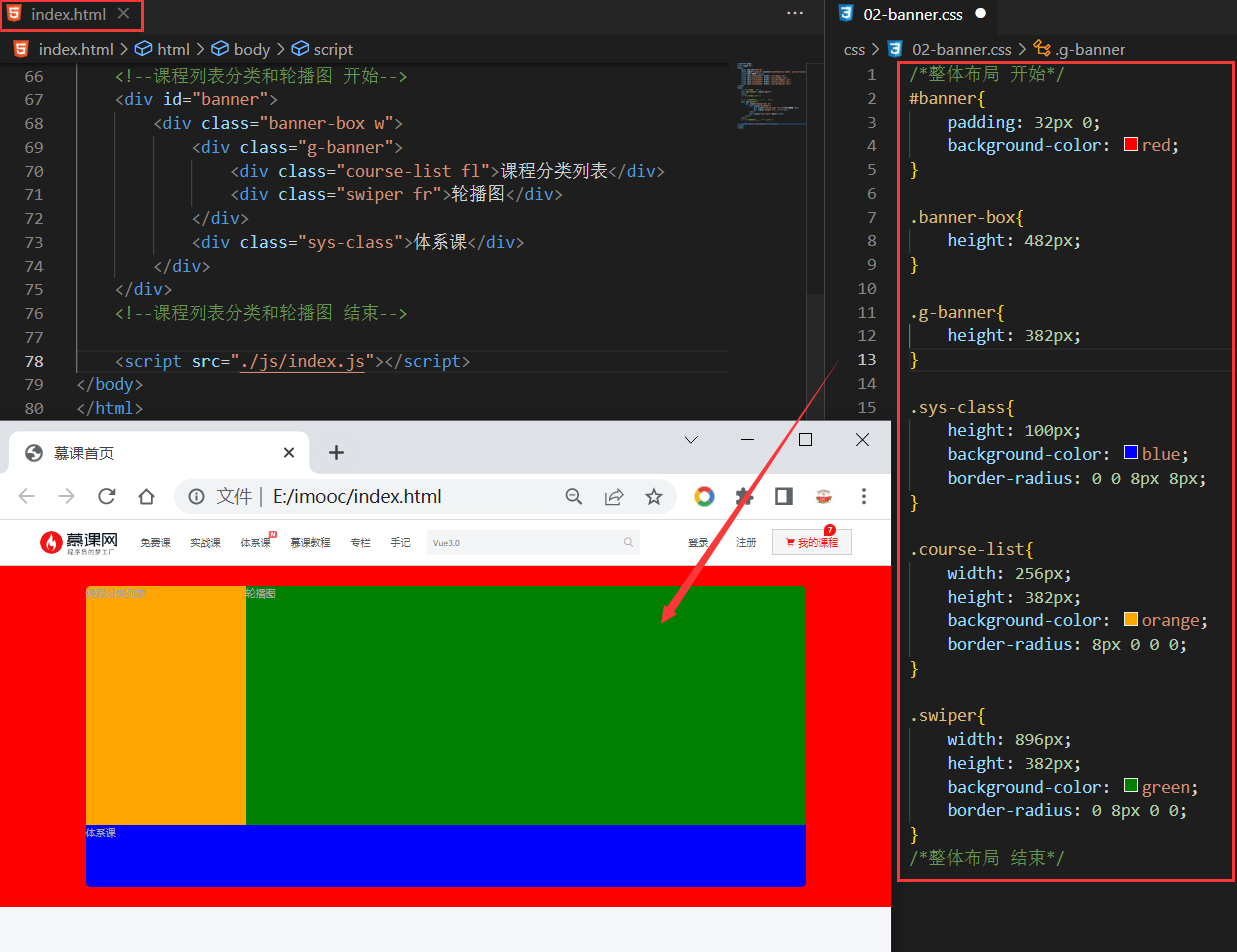 index.html
02-banner.css
index.html > html > body > script
css > 02-banner.css > .g-banner
66 <!--课程列表分类和轮播图 开始-->
67 <div id="banner">
68 <div class="banner-box w">
69 <div class="g-banner">
70 <div class="course-list fl">课程分类列表</div>
71 <div class="swiper fr">轮播图</div>
72 </div>
73 <div class="sys-class">体系课</div>
74 </div>
75 </div>
76 <!--课程列表分类和轮播图 结束-->
77
78 <script src="./js/index.js"></script>
79 </body>
80 </html>
1 /*整体布局 开始*/
2 #banner{
3 padding: 32px 0;
4 background-color: red;
5 }
6
7 .banner-box{
8 height: 482px;
9 }
10
11 .g-banner{
12 height: 382px;
13 }
14
15 .sys-class{
height: 100px;
background-color: blue;
border-radius: 0 0 8px 8px;
}
.course-list{
width: 256px;
height: 382px;
background-color: orange;
border-radius: 8px 0 0 0;
}
.swiper{
width: 896px;
height: 382px;
background-color: green;
border-radius: 0 8px 0 0;
}
/*整体布局 结束*/
慕课首页
文件 | E:/imooc/index.html
慕课网
程序员的梦工厂
免费课 实战课 体系课 N 慕课教程 专栏 手记 Vue3.0 登录 注册 我的课程 7
课程分类列表 轮播图
体系课